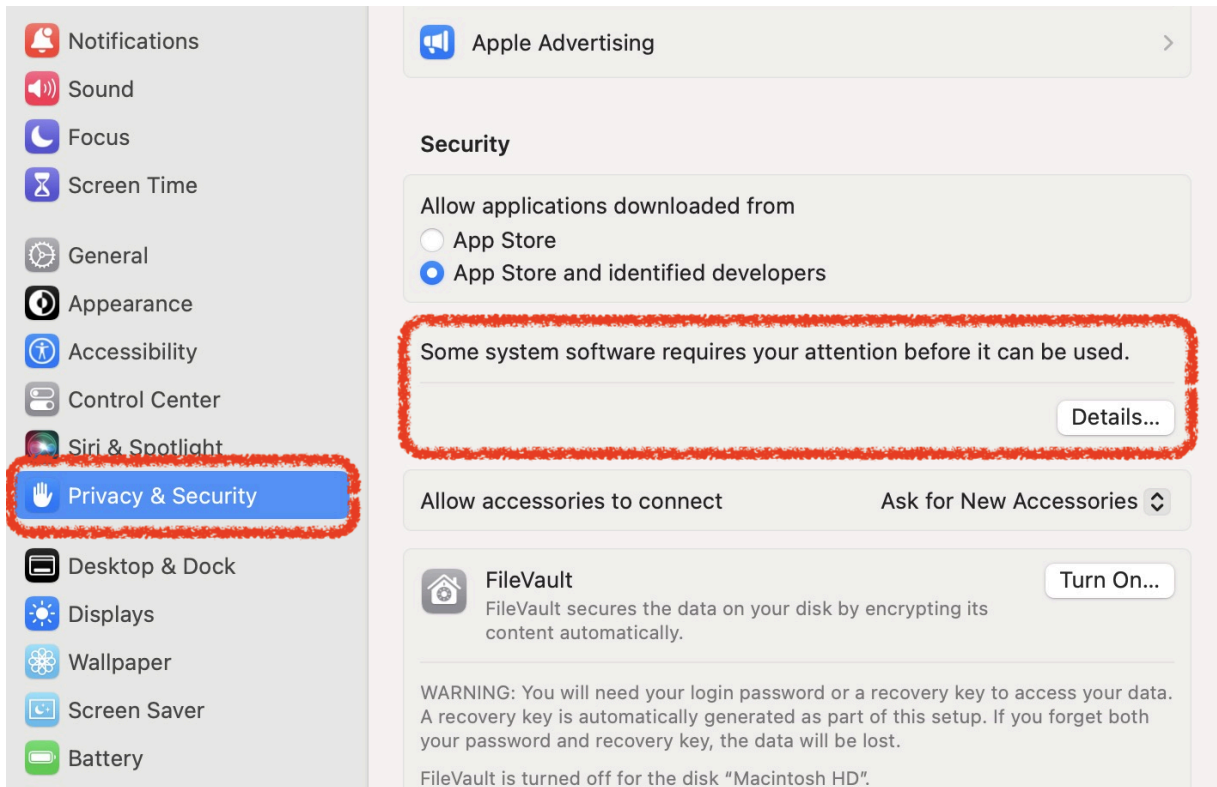 Notifications
Sound
Focus
Screen Time
General
Appearance
Accessibility
Control Center
Siri & Spotlight
Privacy & Security
Desktop & Dock
Displays
Wallpaper
Screen Saver
Battery
Apple Advertising
Security
Allow applications downloaded from
App Store
App Store and identified developers
Some system software requires your attention before it can be used.
Details...
Allow accessories to connect Ask for New Accessories
FileVault Turn On...
FileVault secures the data on your disk by encrypting its
content automatically.
WARNING: You will need your login password or a recovery key to access your data.
A recovery key is automatically generated as part of this setup. If you forget both
your password and recovery key, the data will be lost.
FileVault is turned off for the disk “Macintosh HD”.